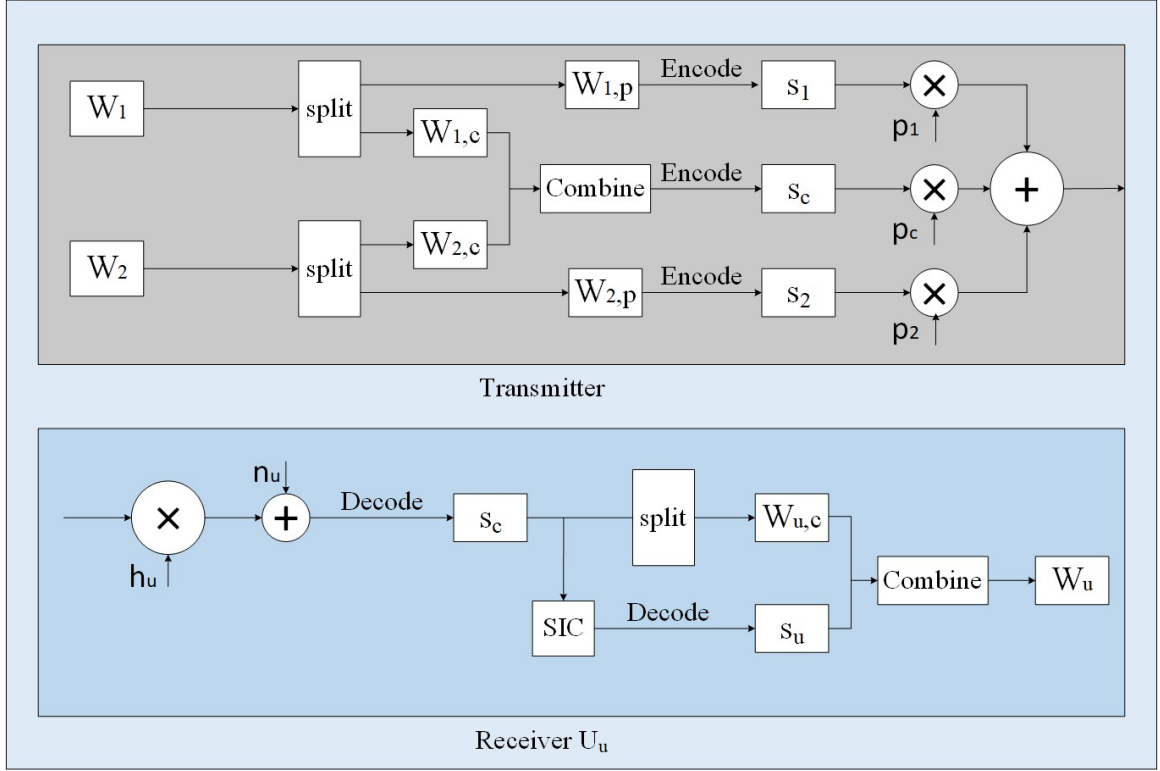 W1 split W1,p Encode s1 × p1
W1,c
Combine Encode sc × pc +
W2,c
W2 split W2,p Encode s2 × p2
Transmitter
× hu nu + Decode sc split Wu,c
Combine Wu
SIC Decode su
Receiver Uu